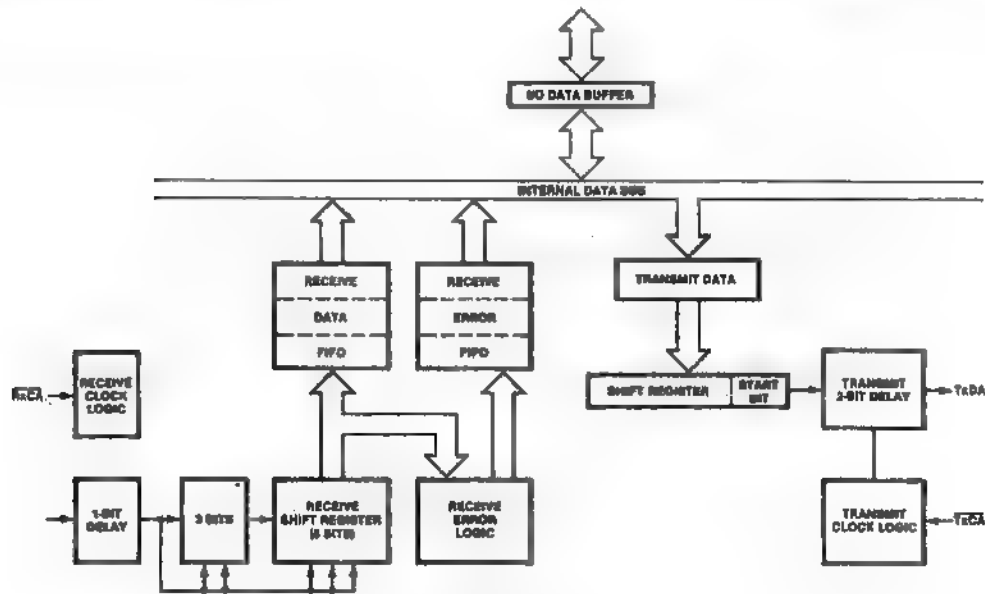 I/O DATA BUFFER
INTERNAL DATA BUS
RECEIVE
DATA
FIFO
RECEIVE
ERROR
FIFO
TRANSMIT DATA
RxCA
RECEIVE
CLOCK
LOGIC
SHIFT REGISTER
START
BIT
TRANSMIT
2-BIT DELAY
TxDA
1-BIT
DELAY
3 BITS
RECEIVE
SHIFT REGISTER
RECEIVE
ERROR
LOGIC
TRANSMIT
CLOCK LOGIC
TxCA